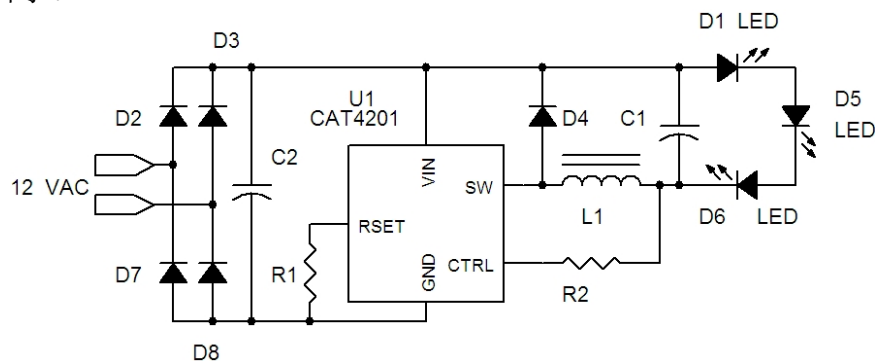 D1 LED
D3
D5
LED
U1
CAT4201
D2
D4
C1
C2
VIN
12 VAC
SW
L1
D6
LED
RSET
D7
R1
GND
CTRL
R2
D8